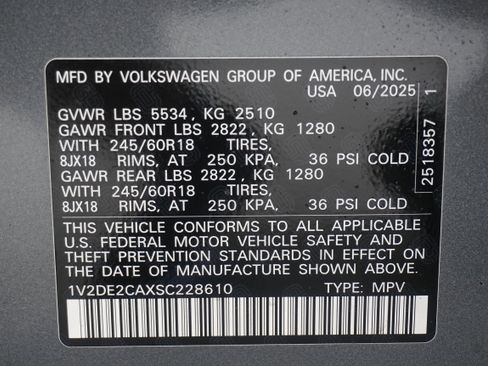 MFD BY VOLKSWAGEN GROUP OF AMERICA, INC.
USA 06/2025
GVWR LBS 5534 , KG 2510
GAWR FRONT LBS 2822 , KG 1280
WITH 245/60R18 TIRES,
8JX18 RIMS, AT 250 KPA, 36 PSI COLD
GAWR REAR LBS 2822 , KG 1280
WITH 245/60R18 TIRES,
8JX18 RIMS, AT 250 KPA, 36 PSI COLD
THIS VEHICLE CONFORMS TO ALL APPLICABLE
U.S. FEDERAL MOTOR VEHICLE SAFETY AND
THEFT PREVENTION STANDARDS IN EFFECT ON
THE DATE OF MANUFACTURE SHOWN ABOVE.
1V2DE2CAXSC228610 TYPE: MPV
2518357 1